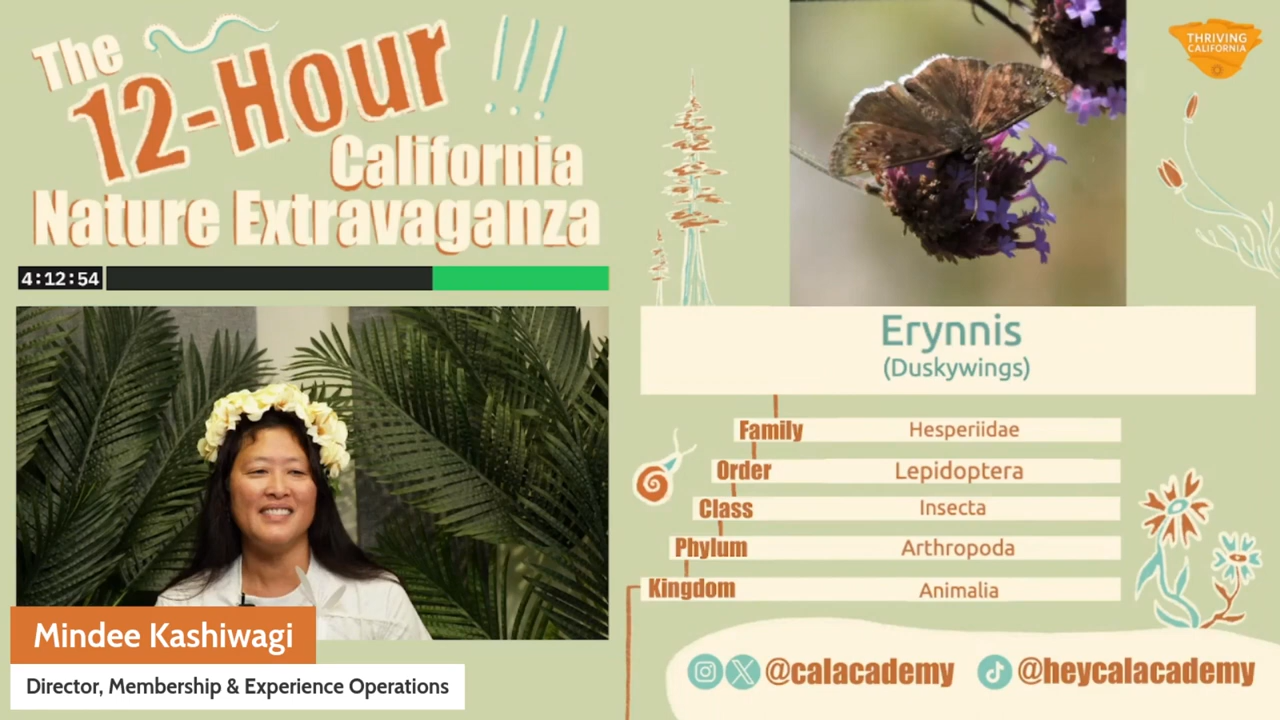 The
12-Hour
!!!
California
Nature Extravaganza
4:12:54
Mindee Kashiwagi
Director, Membership & Experience Operations
THRIVING
CALIFORNIA
Erynnis
(Duskywings)
Family Hesperiidae
Order Lepidoptera
Class Insecta
Phylum Arthropoda
Kingdom Animalia
@calacademy @heycalacademy